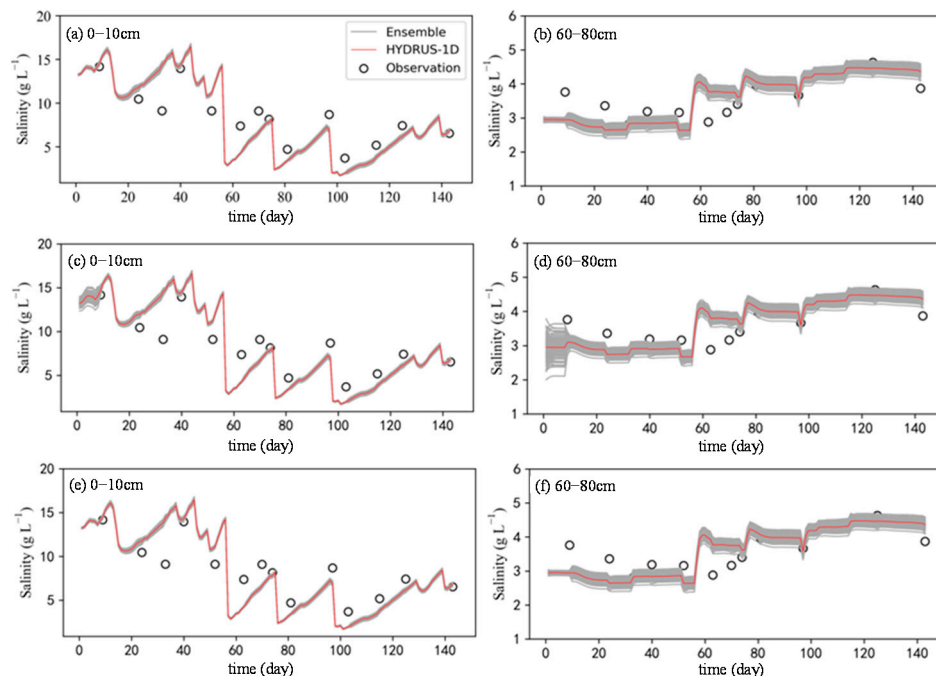 (a) 0−10cm
Ensemble
HYDRUS-1D
Observation
20
15
10
5
Salinity (g L⁻¹)
0 20 40 60 80 100 120 140
time (day)
(b) 60−80cm
6
5
4
3
2
1
Salinity (g L⁻¹)
0 20 40 60 80 100 120 140
time (day)
(c) 0−10cm
20
15
10
5
Salinity (g L⁻¹)
0 20 40 60 80 100 120 140
time (day)
(d) 60−80cm
6
5
4
3
2
1
Salinity (g L⁻¹)
0 20 40 60 80 100 120 140
time (day)
(e) 0−10cm
20
15
10
5
Salinity (g L⁻¹)
0 20 40 60 80 100 120 140
time (day)
(f) 60−80cm
6
5
4
3
2
1
Salinity (g L⁻¹)
0 20 40 60 80 100 120 140
time (day)